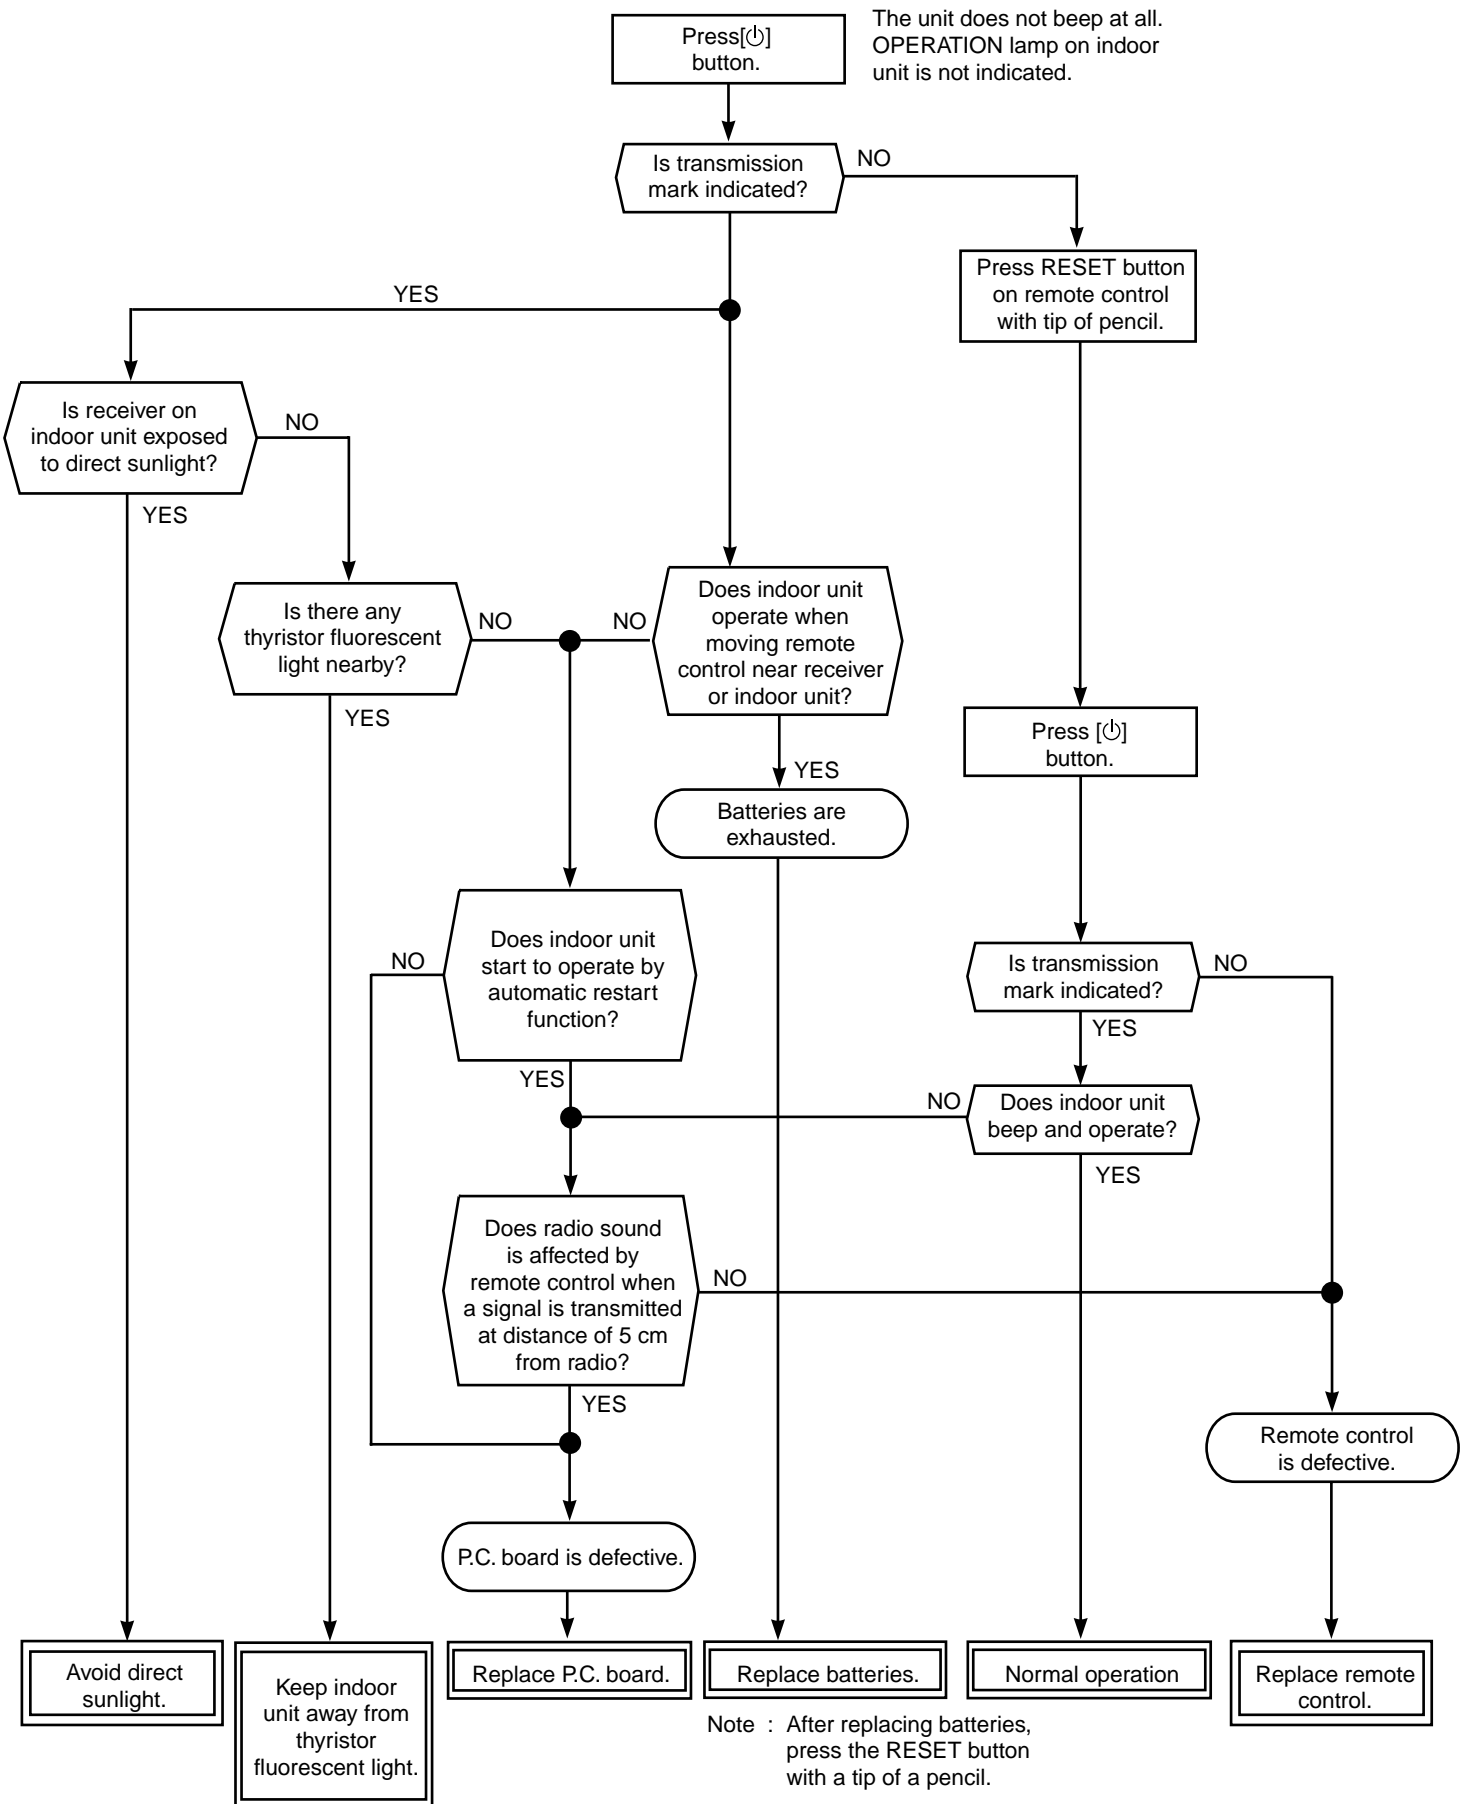 Press[⏻]
button.
The unit does not beep at all.
OPERATION lamp on indoor
unit is not indicated.
Is transmission
mark indicated?
NO
Press RESET button
on remote control
with tip of pencil.
YES
Is receiver on
indoor unit exposed
to direct sunlight?
NO
YES
Is there any
thyristor fluorescent
light nearby?
NO
YES
NO
Does indoor unit
operate when
moving remote
control near receiver
or indoor unit?
YES
Press [⏻]
button.
Batteries are
exhausted.
Does indoor unit
start to operate by
automatic restart
function?
NO
YES
Is transmission
mark indicated?
NO
YES
NO
Does indoor unit
beep and operate?
YES
Does radio sound
is affected by
remote control when
a signal is transmitted
at distance of 5 cm
from radio?
NO
YES
Remote control
is defective.
P.C. board is defective.
Avoid direct
sunlight.
Keep indoor
unit away from
thyristor
fluorescent light.
Replace P.C. board.
Replace batteries.
Normal operation
Replace remote
control.
Note : After replacing batteries,
press the RESET button
with a tip of a pencil.